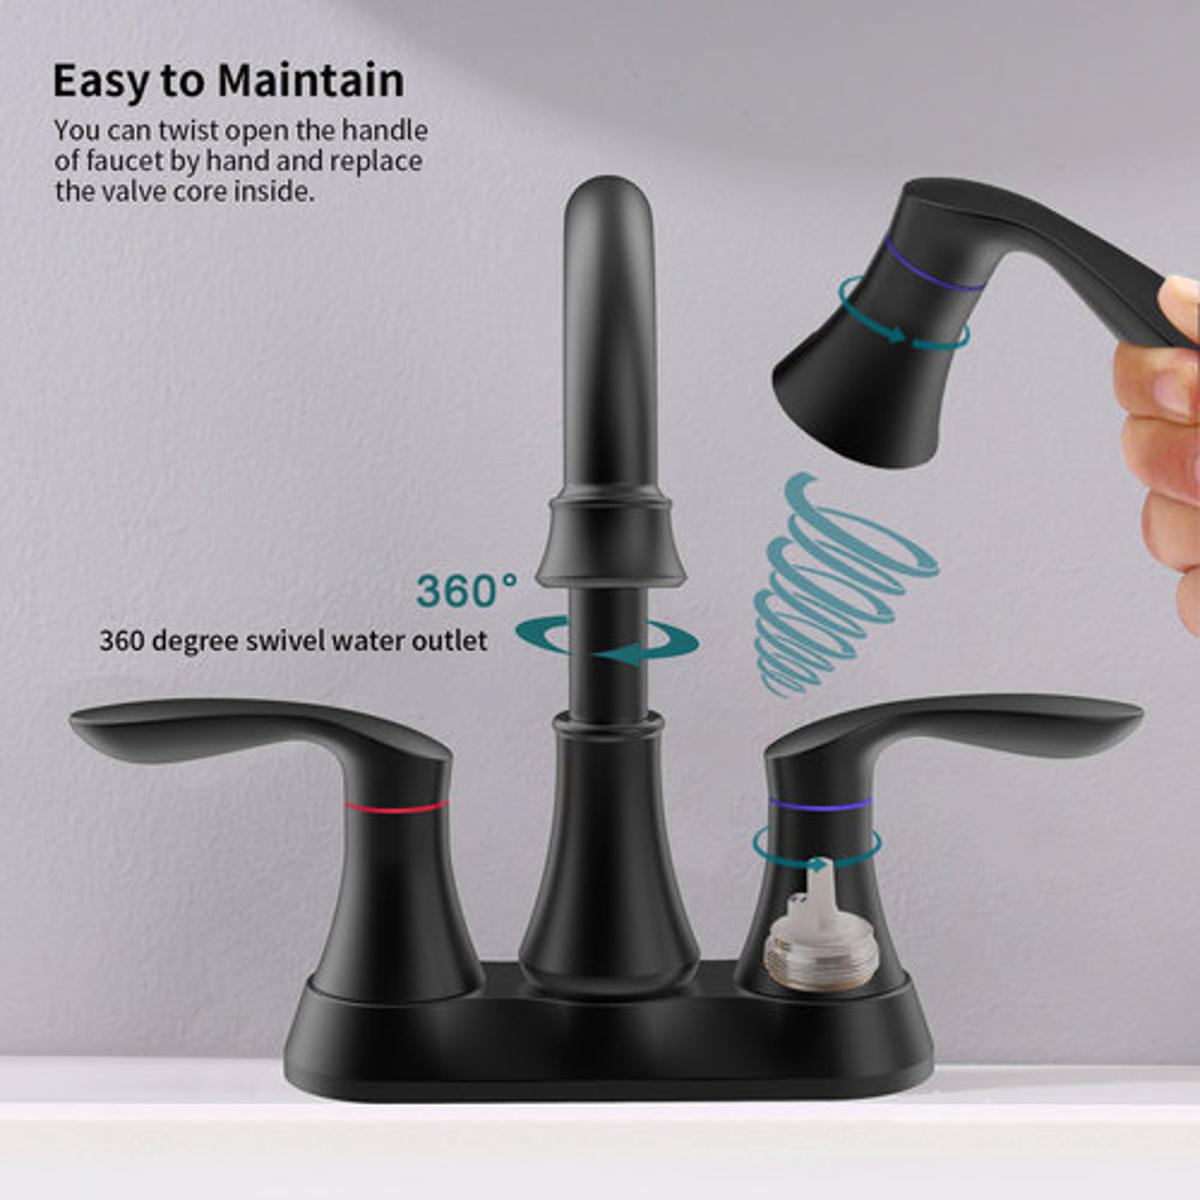 Easy to Maintain
You can twist open the handle
of faucet by hand and replace
the valve core inside.
360°
360 degree swivel water outlet